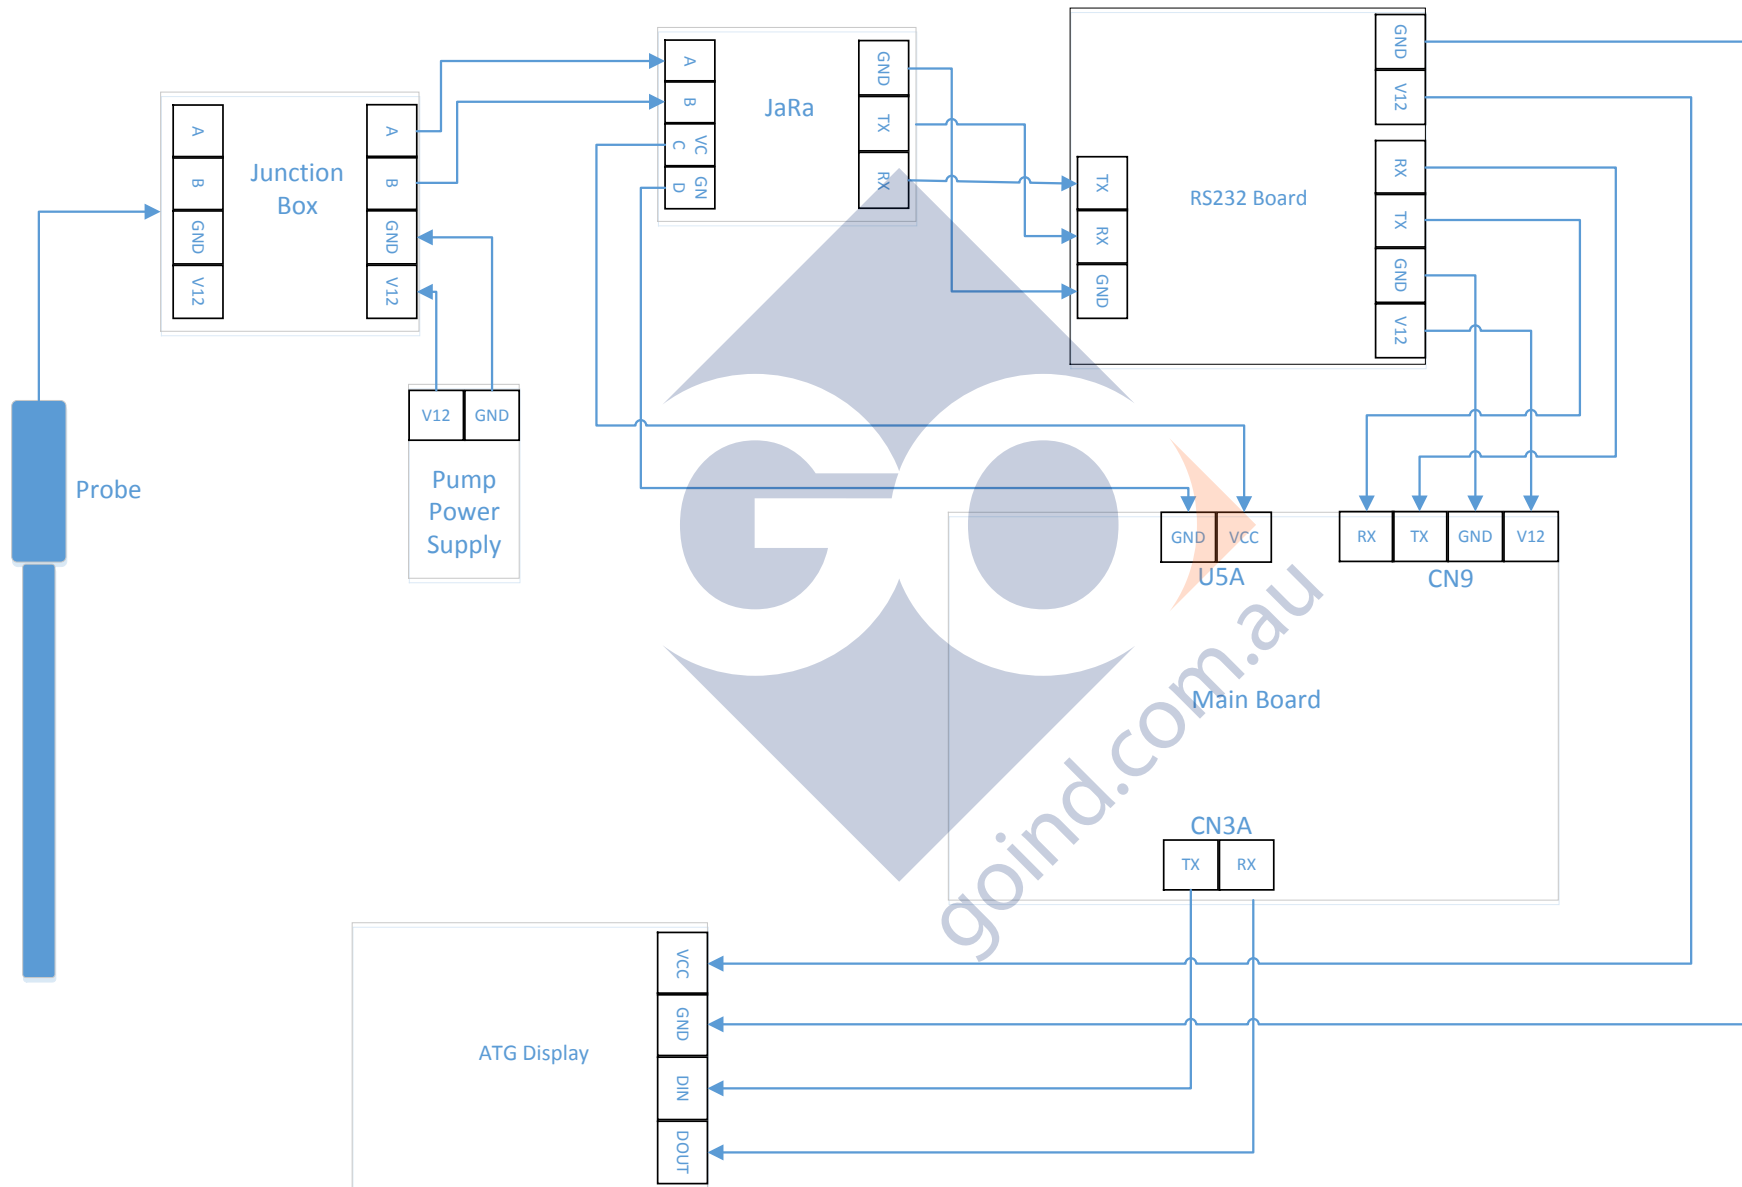 A
B
GND
V12
Junction
Box
A
B
GND
V12
A
B
VC
C
GN
D
JaRa
GND
TX
RX
TX
RX
GND
RS232 Board
GND
V12
RX
TX
GND
V12
Probe
V12 GND
Pump
Power
Supply
GO
GND VCC
U5A
RX TX GND V12
CN9
Main Board
goind.com.au
CN3A
TX RX
ATG Display
VCC
GND
DIN
DOUT